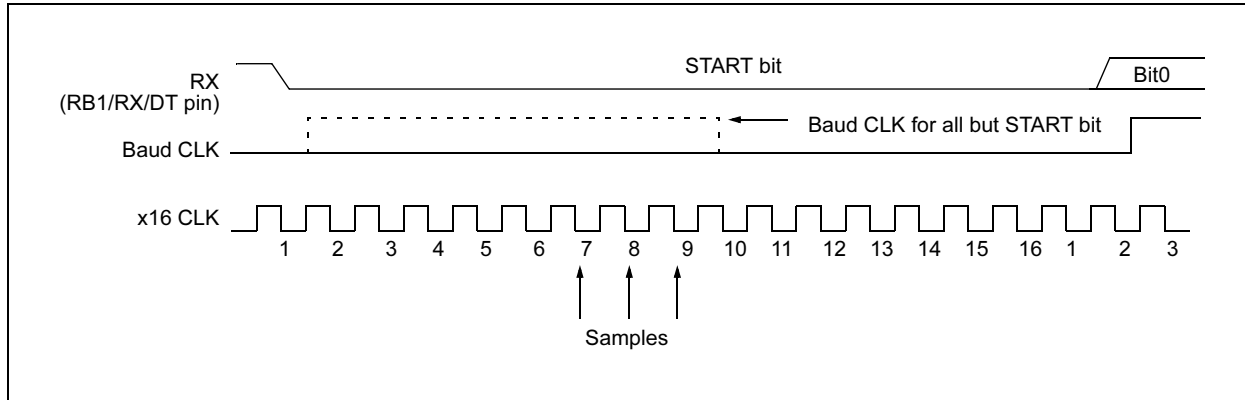 START bit
Bit0
RX
(RB1/RX/DT pin)
Baud CLK for all but START bit
Baud CLK
x16 CLK
1 2 3 4 5 6 7 8 9 10 11 12 13 14 15 16 1 2 3
Samples